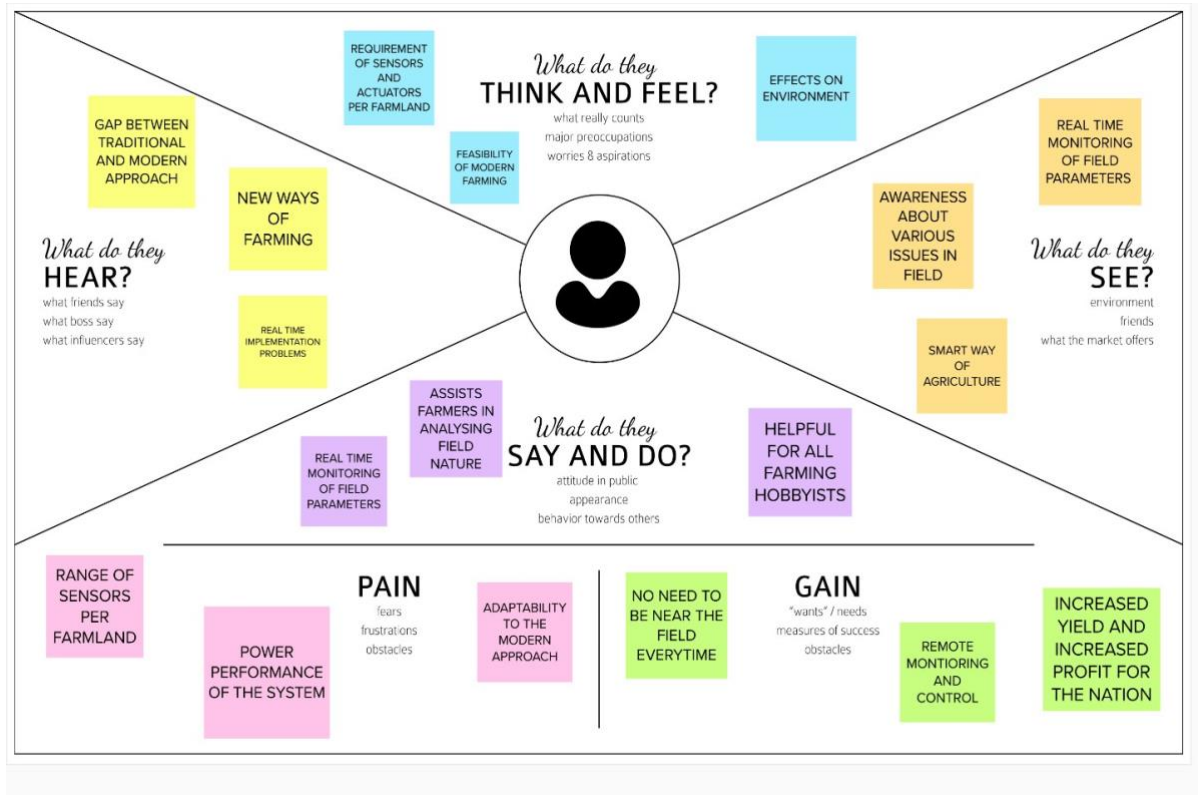 REQUIREMENT
OF SENSORS
AND
ACTUATORS
PER FARMLAND
FEASIBILITY
OF MODERN
FARMING
What do they
THINK AND FEEL?
what really counts
major preoccupations
worries & aspirations
EFFECTS ON
ENVIRONMENT
GAP BETWEEN
TRADITIONAL
AND MODERN
APPROACH
NEW WAYS
OF
FARMING
What do they
HEAR?
what friends say
what boss say
what influencers say
REAL TIME
IMPLEMENTATION
PROBLEMS
REAL TIME
MONITORING
OF FIELD
PARAMETERS
AWARENESS
ABOUT
VARIOUS
ISSUES IN
FIELD
What do they
SEE?
environment
friends
what the market offers
SMART WAY
OF
AGRICULTURE
ASSISTS
FARMERS IN
ANALYSING
FIELD
NATURE
REAL TIME
MONITORING
OF FIELD
PARAMETERS
What do they
SAY AND DO?
attitude in public
appearance
behavior towards others
HELPFUL
FOR ALL
FARMING
HOBBYISTS
RANGE OF
SENSORS
PER
FARMLAND
POWER
PERFORMANCE
OF THE SYSTEM
PAIN
fears
frustrations
obstacles
ADAPTABILITY
TO THE
MODERN
APPROACH
NO NEED TO
BE NEAR THE
FIELD
EVERYTIME
GAIN
"wants" / needs
measures of success
obstacles
REMOTE
MONTIORING
AND
CONTROL
INCREASED
YIELD AND
INCREASED
PROFIT FOR
THE NATION